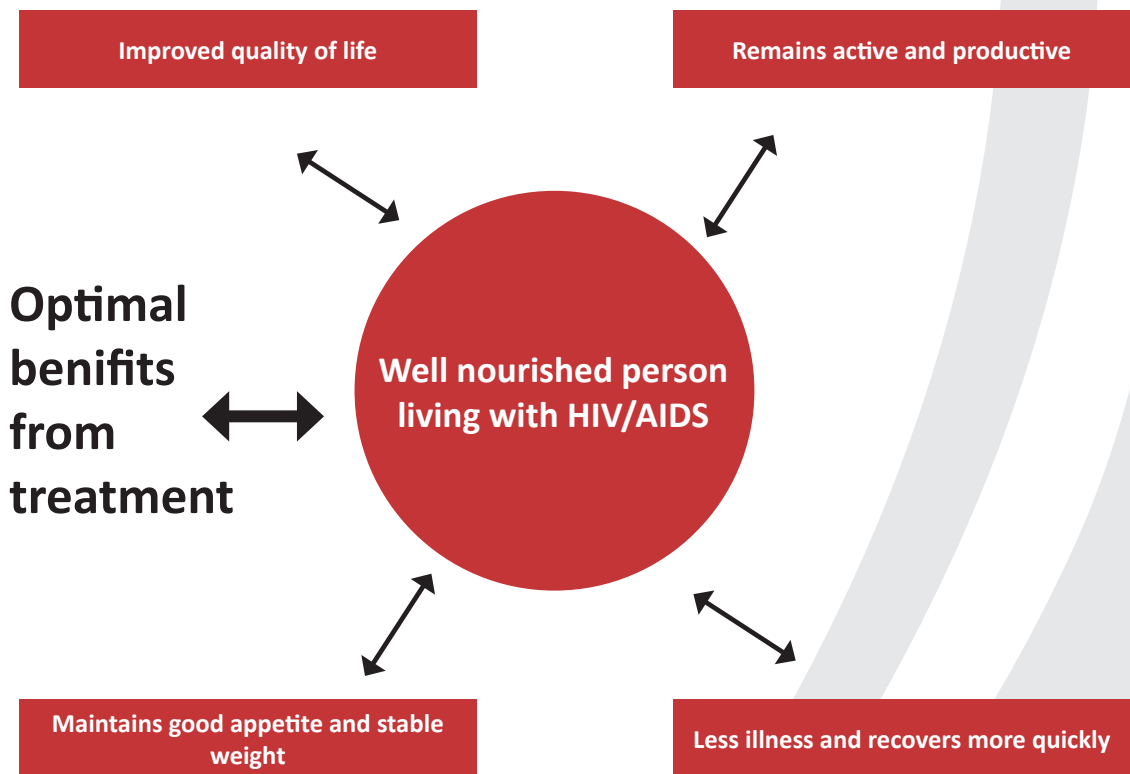 Improved quality of life
Remains active and productive
Optimal
benifits
from
treatment
Well nourished person
living with HIV/AIDS
Maintains good appetite and stable
weight
Less illness and recovers more quickly